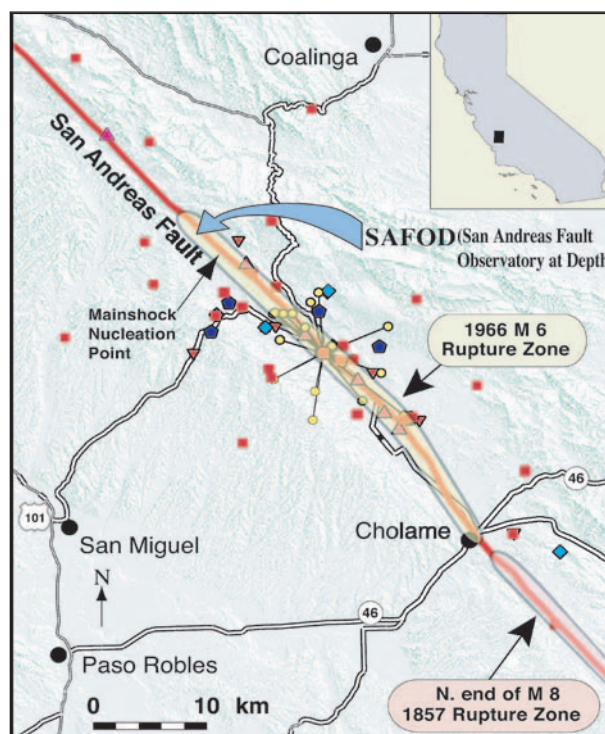 Coalinga
San Andreas Fault
SAFOD (San Andreas Fault
Observatory at Depth
Mainshock
Nucleation
Point
1966 M 6
Rupture Zone
46
101
San Miguel
Cholame
N
46
Paso Robles
0 10 km
N. end of M 8
1857 Rupture Zone